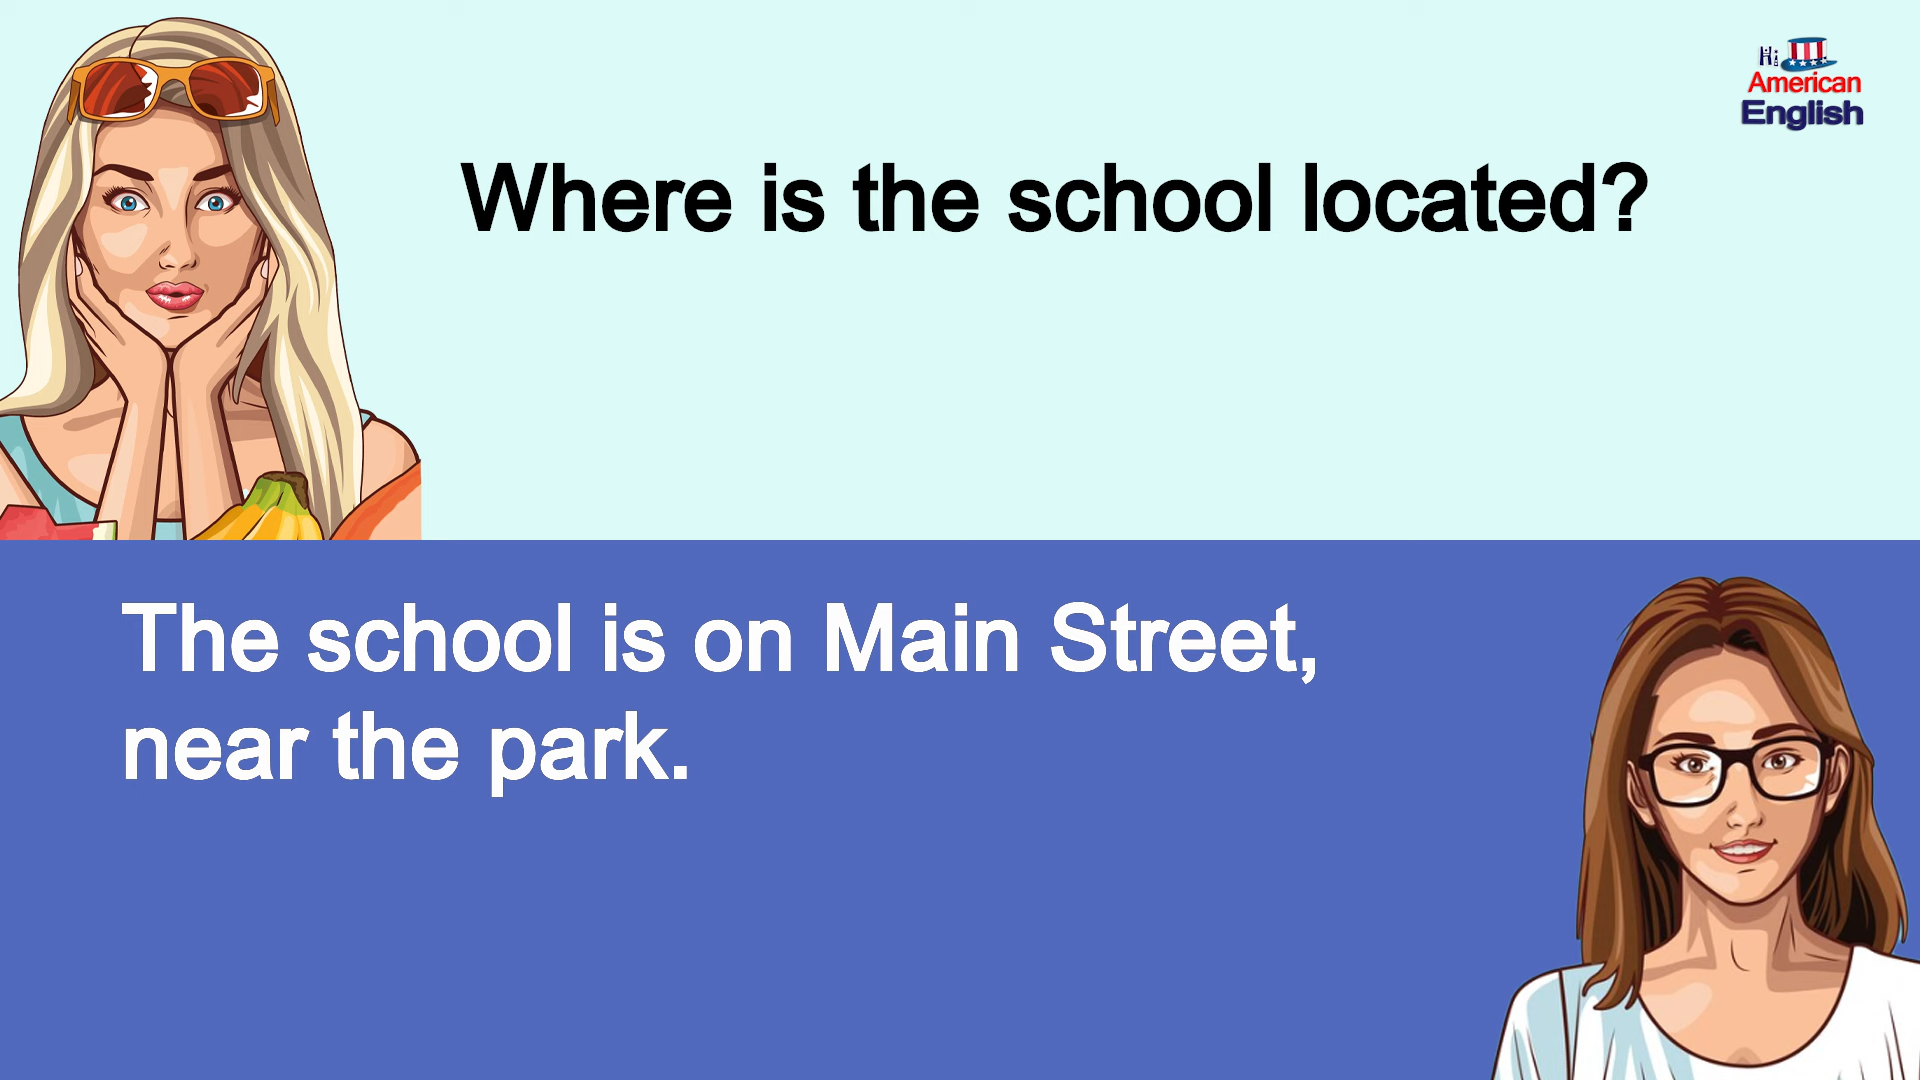 Hi
American
English
Where is the school located?
The school is on Main Street,
near the park.